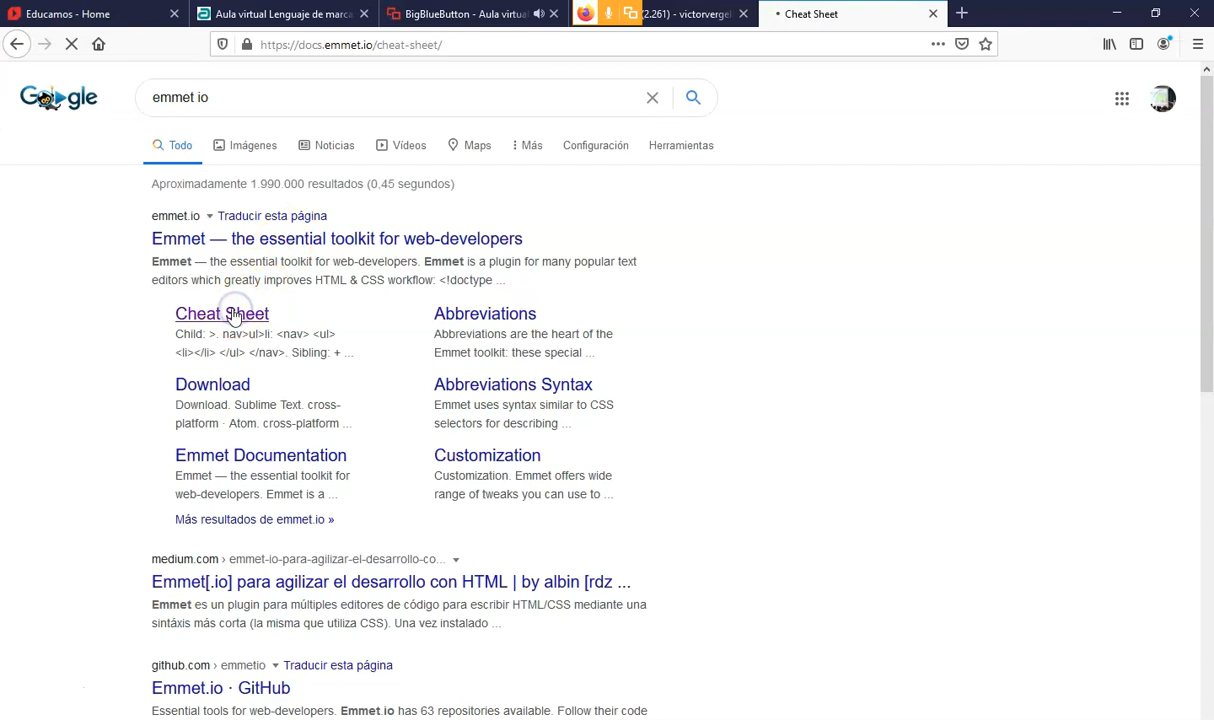 Educamos - Home
Aula virtual Lenguaje de marca
BigBlueButton - Aula virtua
(2.261) - victorvergel
Cheat Sheet
https://docs.emmet.io/cheat-sheet/
Google
emmet io
Todo
Imágenes
Noticias
Vídeos
Maps
Más
Configuración
Herramientas
Aproximadamente 1.990.000 resultados (0,45 segundos)
emmet.io Traducir esta página
Emmet — the essential toolkit for web-developers
Emmet — the essential toolkit for web-developers. Emmet is a plugin for many popular text
editors which greatly improves HTML & CSS workflow: <!doctype ...
Cheat Sheet
Child: >. nav>ul>li: <nav> <ul>
<li></li> </ul> </nav>. Sibling: + ...
Abbreviations
Abbreviations are the heart of the
Emmet toolkit: these special ...
Download
Download. Sublime Text. cross-
platform · Atom. cross-platform ...
Abbreviations Syntax
Emmet uses syntax similar to CSS
selectors for describing ...
Emmet Documentation
Emmet — the essential toolkit for
web-developers. Emmet is a ...
Customization
Customization. Emmet offers wide
range of tweaks you can use to ...
Más resultados de emmet.io »
medium.com › emmet-io-para-agilizar-el-desarrollo-co...
Emmet[.io] para agilizar el desarrollo con HTML | by albin [rdz ...
Emmet es un plugin para múltiples editores de código para escribir HTML/CSS mediante una
sintáxis más corta (la misma que utiliza CSS). Una vez instalado ...
github.com › emmetio Traducir esta página
Emmet.io · GitHub
Essential tools for web-developers. Emmet.io has 63 repositories available. Follow their code